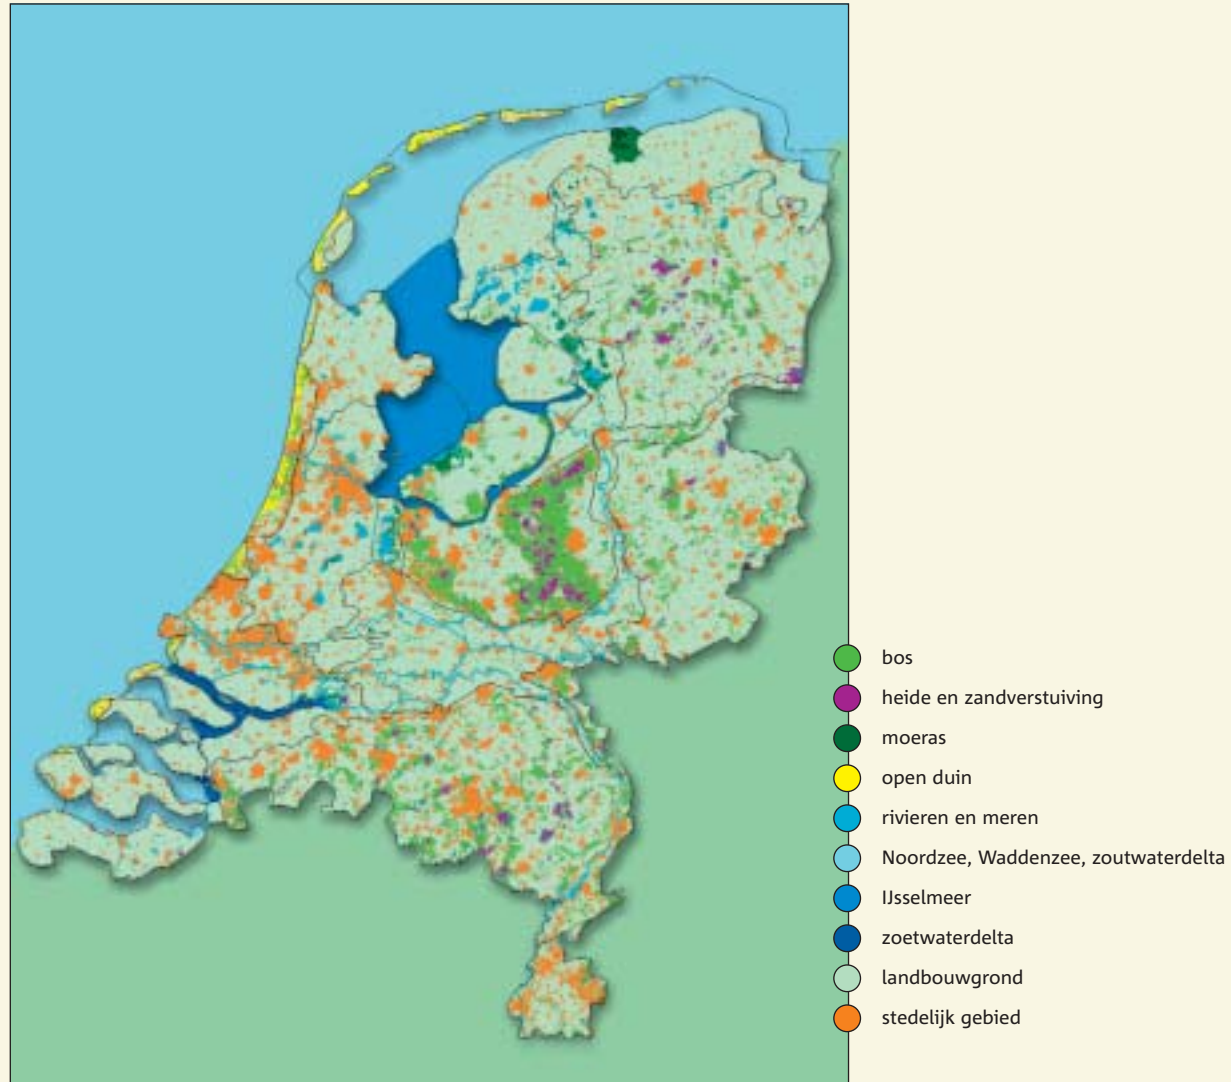 bos
heide en zandverstuiving
moeras
open duin
rivieren en meren
Noordzee, Waddenzee, zoutwaterdelta
IJsselmeer
zoetwaterdelta
landbouwgrond
stedelijk gebied